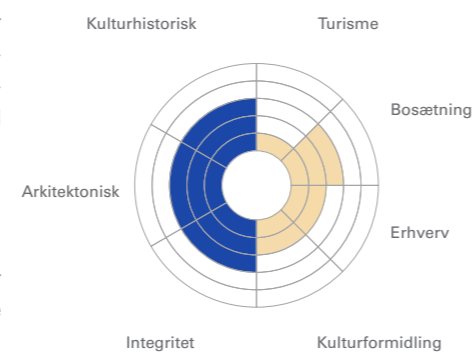 Kulturhistorisk
Turisme
Bosætning
Arkitektonisk
Erhverv
Integritet
Kulturformidling